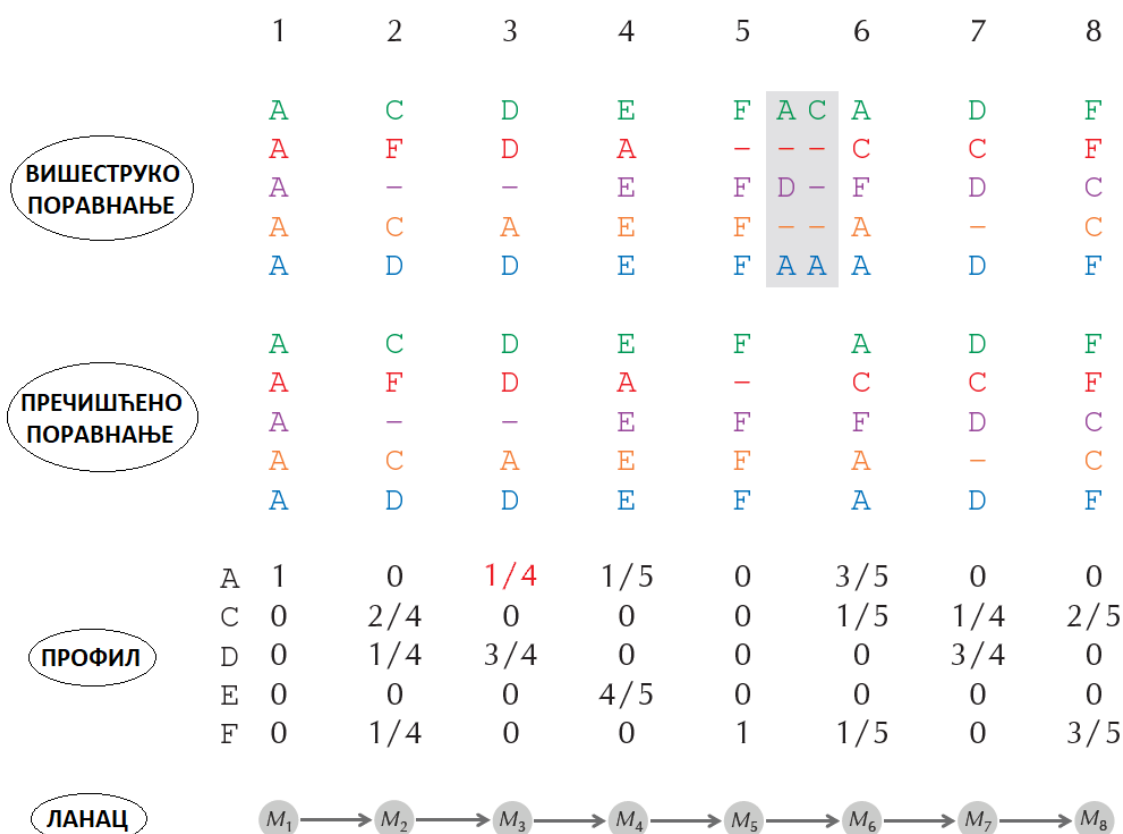 1 2 3 4 5 6 7 8
A C D E F A C A D F
A F D A – – – C C F
ВИШЕСТРУКО
ПОРАВНАЊЕ
A – – E F D – F D C
A C A E F – – A – C
A D D E F A A A D F
A C D E F A D F
A F D A – C C F
ПРЕЧИШЋЕНО
ПОРАВНАЊЕ
A – – E F F D C
A C A E F A – C
A D D E F A D F
A 1 0 1/4 1/5 0 3/5 0 0
C 0 2/4 0 0 0 1/5 1/4 2/5
ПРОФИЛ
D 0 1/4 3/4 0 0 0 3/4 0
E 0 0 0 4/5 0 0 0 0
F 0 1/4 0 0 1 1/5 0 3/5
ЛАНАЦ
M1 M2 M3 M4 M5 M6 M7 M8